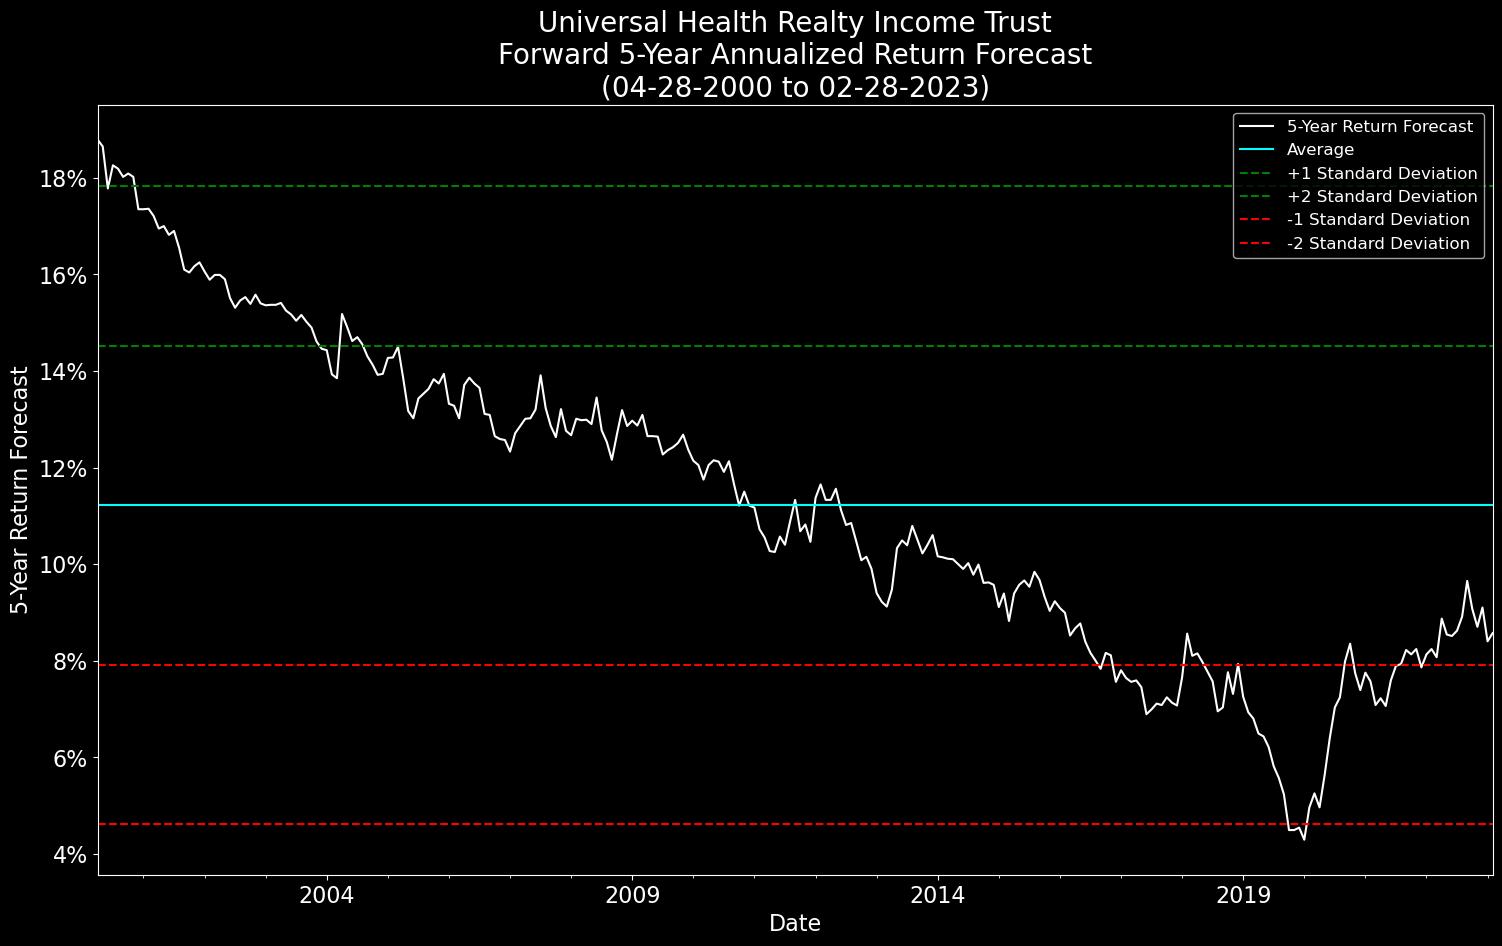 Universal Health Realty Income Trust
Forward 5-Year Annualized Return Forecast
(04-28-2000 to 02-28-2023)
5-Year Return Forecast
Average
+1 Standard Deviation
+2 Standard Deviation
-1 Standard Deviation
-2 Standard Deviation
18%
16%
14%
12%
10%
8%
6%
4%
5-Year Return Forecast
2004
2009
2014
2019
Date